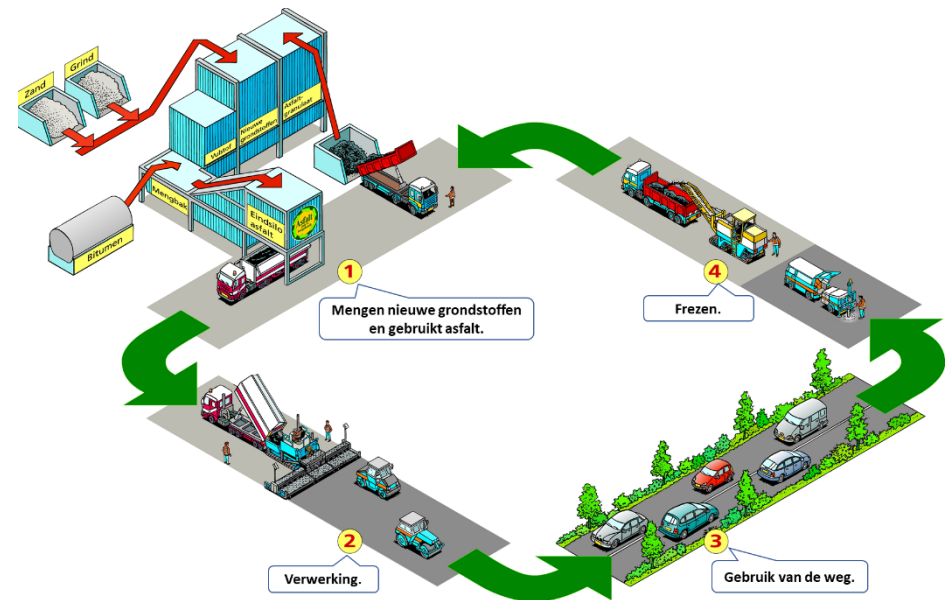 Zand
Grind
Vulstof
Nieuwe
grondstoffen
Asfalt-
granulaat
Mengbak
Eindsilo
asfalt
Asfalt
Bitumen
1
Mengen nieuwe grondstoffen
en gebruikt asfalt.
4
Frezen.
2
Verwerking.
3
Gebruik van de weg.